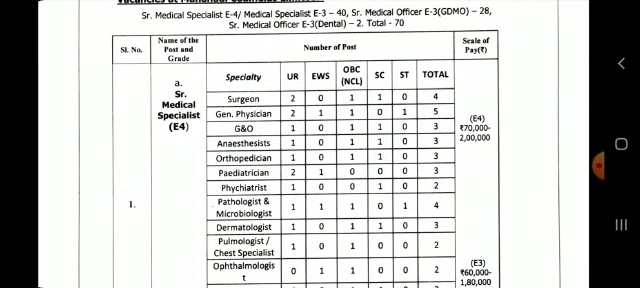 Sr. Medical Specialist E-4/ Medical Specialist E-3 – 40, Sr. Medical Officer E-3(GDMO) – 28,
Sr. Medical Officer E-3(Dental) – 2. Total - 70
Sl. No. Name of the Post and Grade Number of Post Scale of Pay(₹)
Specialty UR EWS OBC (NCL) SC ST TOTAL
1. a. Sr. Medical Specialist (E4)
Surgeon 2 0 1 1 0 4
Gen. Physician 2 1 1 0 1 5
G&O 1 0 1 1 0 3
Anaesthesists 1 0 1 1 0 3
Orthopedician 1 0 1 1 0 3
Paediatrician 2 1 0 0 0 3
Phychiatrist 1 0 0 1 0 2
Pathologist & Microbiologist 1 1 1 0 1 4
Dermatologist 1 0 1 1 0 3
Pulmologist / Chest Specialist 1 0 1 0 0 2
Ophthalmologis t 0 1 1 0 0 2
(E4) ₹70,000- 2,00,000
(E3) ₹60,000- 1,80,000